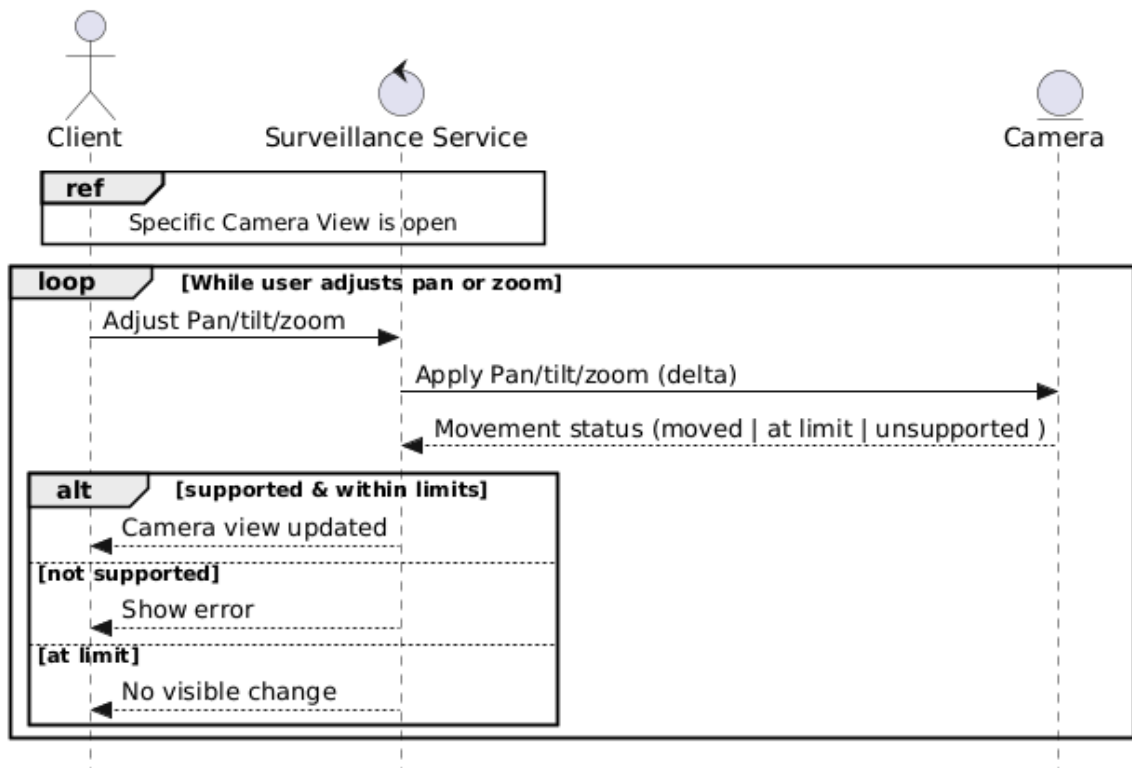 Client
Surveillance Service
Camera
ref
Specific Camera View is open
loop
[While user adjusts pan or zoom]
Adjust Pan/tilt/zoom
Apply Pan/tilt/zoom (delta)
Movement status (moved | at limit | unsupported )
alt
[supported & within limits]
Camera view updated
[not supported]
Show error
[at limit]
No visible change